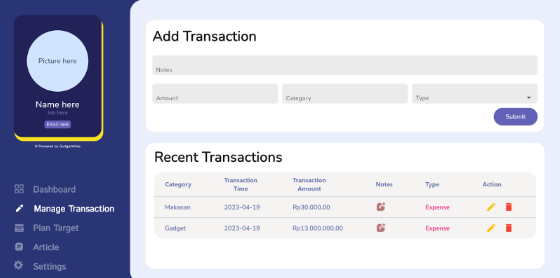 Picture here
Name here
Job here
Email here
© Powered by BudgetWise
Dashboard
Manage Transaction
Plan Target
Article
Settings
Add Transaction
Notes
Amount
Category
Type
Submit
Recent Transactions
Category
Transaction Time
Transaction Amount
Notes
Type
Action
Makanan
2023-04-19
Rp30.000,00
Expense
Gadget
2023-04-19
Rp13.000.000,00
Expense